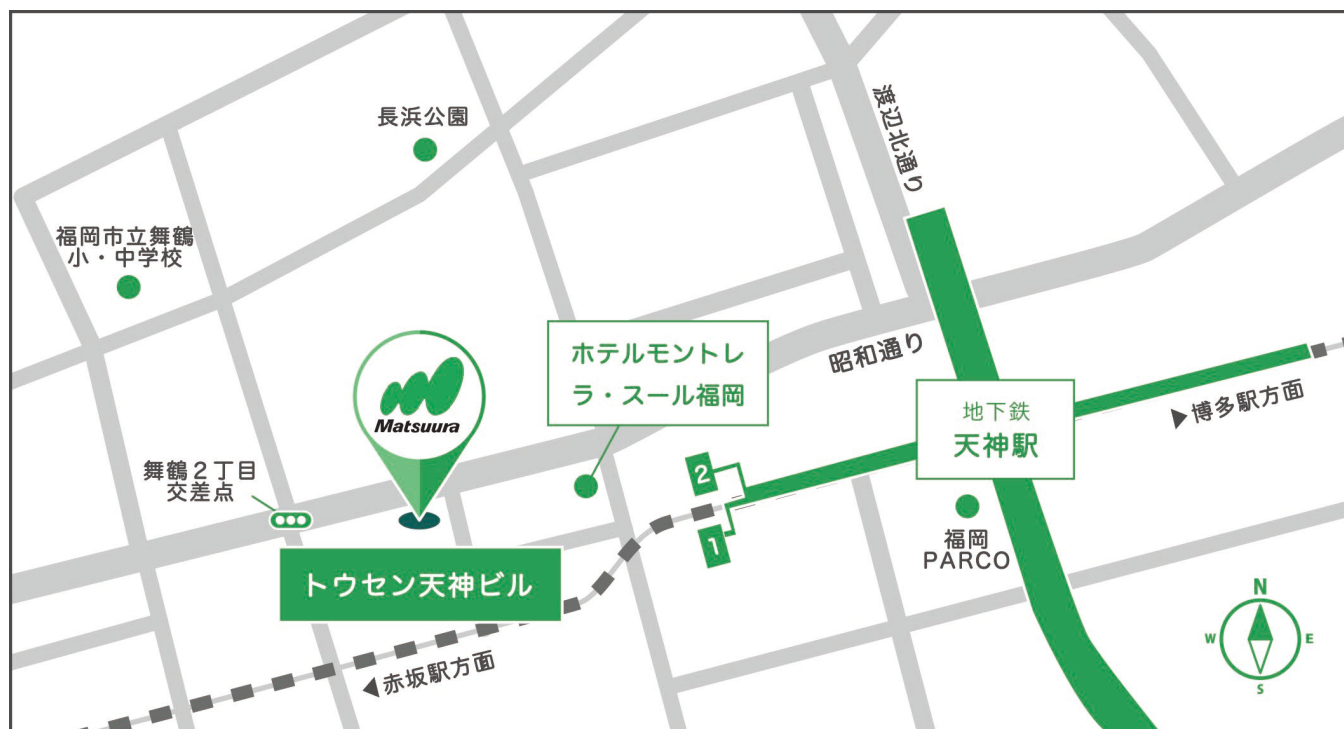 長浜公園
渡辺北通り
福岡市立舞鶴
小・中学校
昭和通り
ホテルモントレ
ラ・スール福岡
Matsuura
地下鉄
天神駅
▶博多駅方面
舞鶴2丁目
交差点
2
1
福岡
PARCO
トウセン天神ビル
◀赤坂駅方面
N
W
E
S